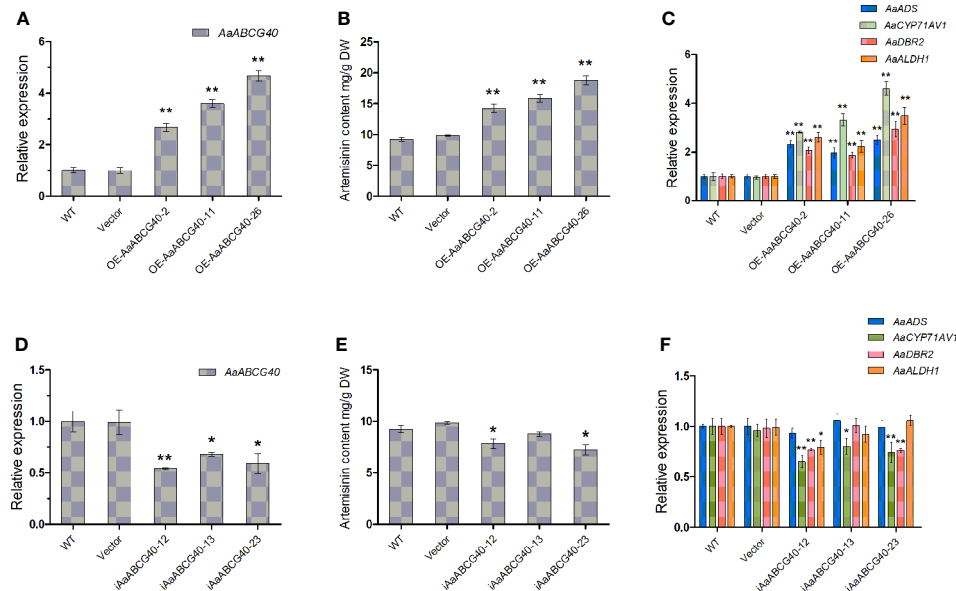 A
AaABCG40
Relative expression
6
4
2
0
** ** **
WT
Vector
OE-AaABCG40-2
OE-AaABCG40-11
OE-AaABCG40-26
B
Artemisinin content mg/g DW
25
20
15
10
5
0
** ** **
WT
Vector
OE-AaABCG40-2
OE-AaABCG40-11
OE-AaABCG40-26
C
AaADS
AaCYP71AV1
AaDBR2
AaALDH1
Relative expression
6
4
2
0
** ** ** ** ** ** ** ** ** ** ** **
WT
Vector
OE-AaABCG40-2
OE-AaABCG40-11
OE-AaABCG40-26
D
AaABCG40
Relative expression
1.5
1.0
0.5
0.0
** * *
WT
Vector
iAaABCG40-12
iAaABCG40-13
iAaABCG40-23
E
Artemisinin content mg/g DW
15
10
5
0
* *
WT
Vector
iAaABCG40-12
iAaABCG40-13
iAaABCG40-23
F
AaADS
AaCYP71AV1
AaDBR2
AaALDH1
Relative expression
1.5
1.0
0.5
0.0
** ** * * ** **
WT
Vector
iAaABCG40-12
iAaABCG40-13
iAaABCG40-23